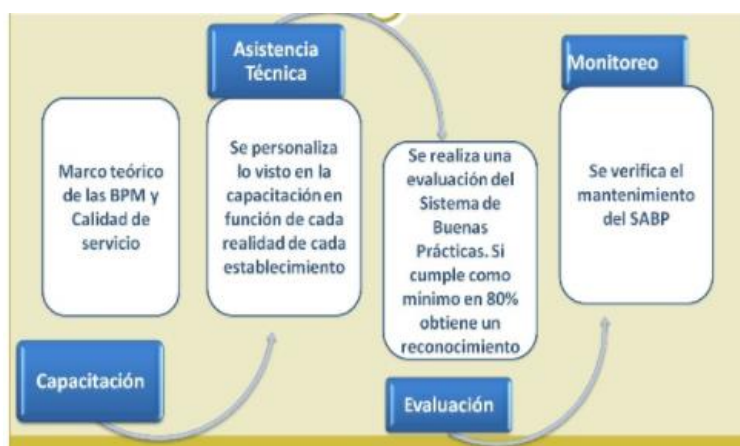 Asistencia
Técnica
Monitoreo
Marco teórico
de las BPM y
Calidad de
servicio
Se personaliza
lo visto en la
capacitación en
función de cada
realidad de cada
establecimiento
Se realiza una
evaluación del
Sistema de
Buenas
Prácticas. Si
cumple como
mínimo en 80%
obtiene un
reconocimiento
Se verifica el
mantenimiento
del SABP
Capacitación
Evaluación